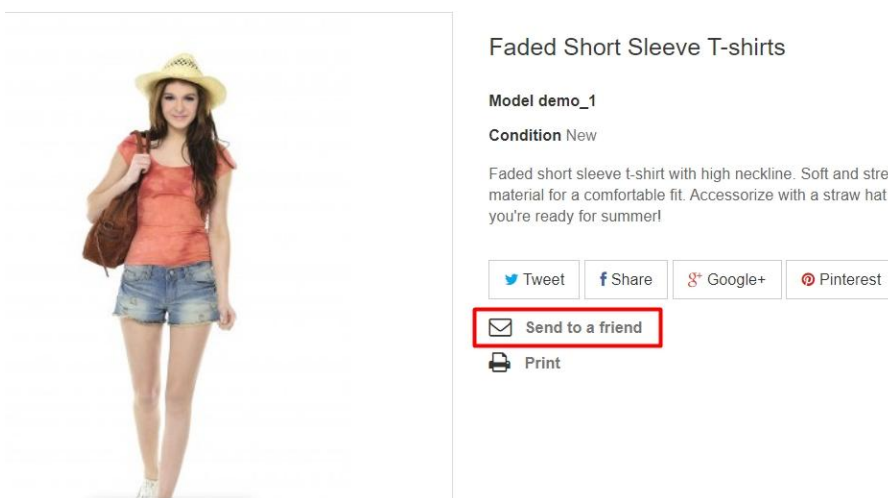 Faded Short Sleeve T-shirts
Model demo_1
Condition New
Faded short sleeve t-shirt with high neckline. Soft and stre
material for a comfortable fit. Accessorize with a straw hat
you're ready for summer!
Tweet
Share
Google+
Pinterest
Send to a friend
Print